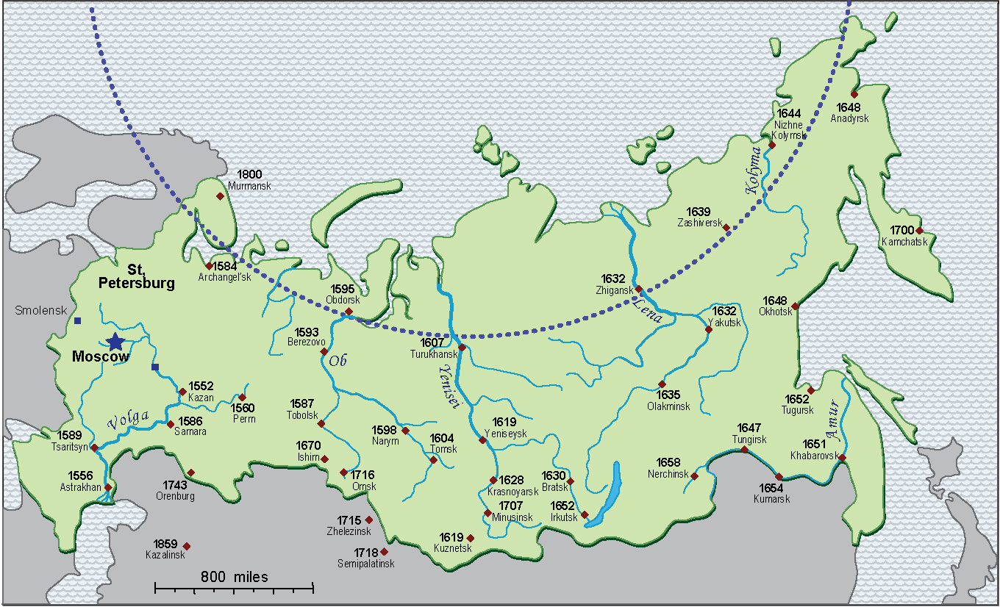 1800
Murmansk
1644
Nizhne
Kolymsk
1648
Anadyrsk
Kolyma
1639
Zashiversk
1700
Kamchatsk
St,
Petersburg
1584
Archangel'sk
1595
Obdorsk
1632
Zhigansk
Lena
1632
Yakutsk
1648
Okhotsk
Smolensk
Moscow
1593
Berezovo
Ob
1607
Turukhansk
Yenisei
1552
Kazan
1560
Perm
1635
Olakminsk
1652
Tugursk
Amur
Volga
1586
Samara
1587
Tobolsk
1589
Tsaritsyn
1598
Narym
1604
Tomsk
1619
Yeniseysk
1647
Tungirsk
1651
Khabarovsk
1670
Ishim
1556
Astrakhan
1743
Orenburg
1716
Omsk
1628
Krasnoyarsk
1630
Bratsk
1658
Nerchinsk
1654
Kumarsk
1707
Minusinsk
1652
Irkutsk
1715
Zhelezinsk
1619
Kuznetsk
1859
Kazalinsk
1718
Semipalatinsk
800 miles